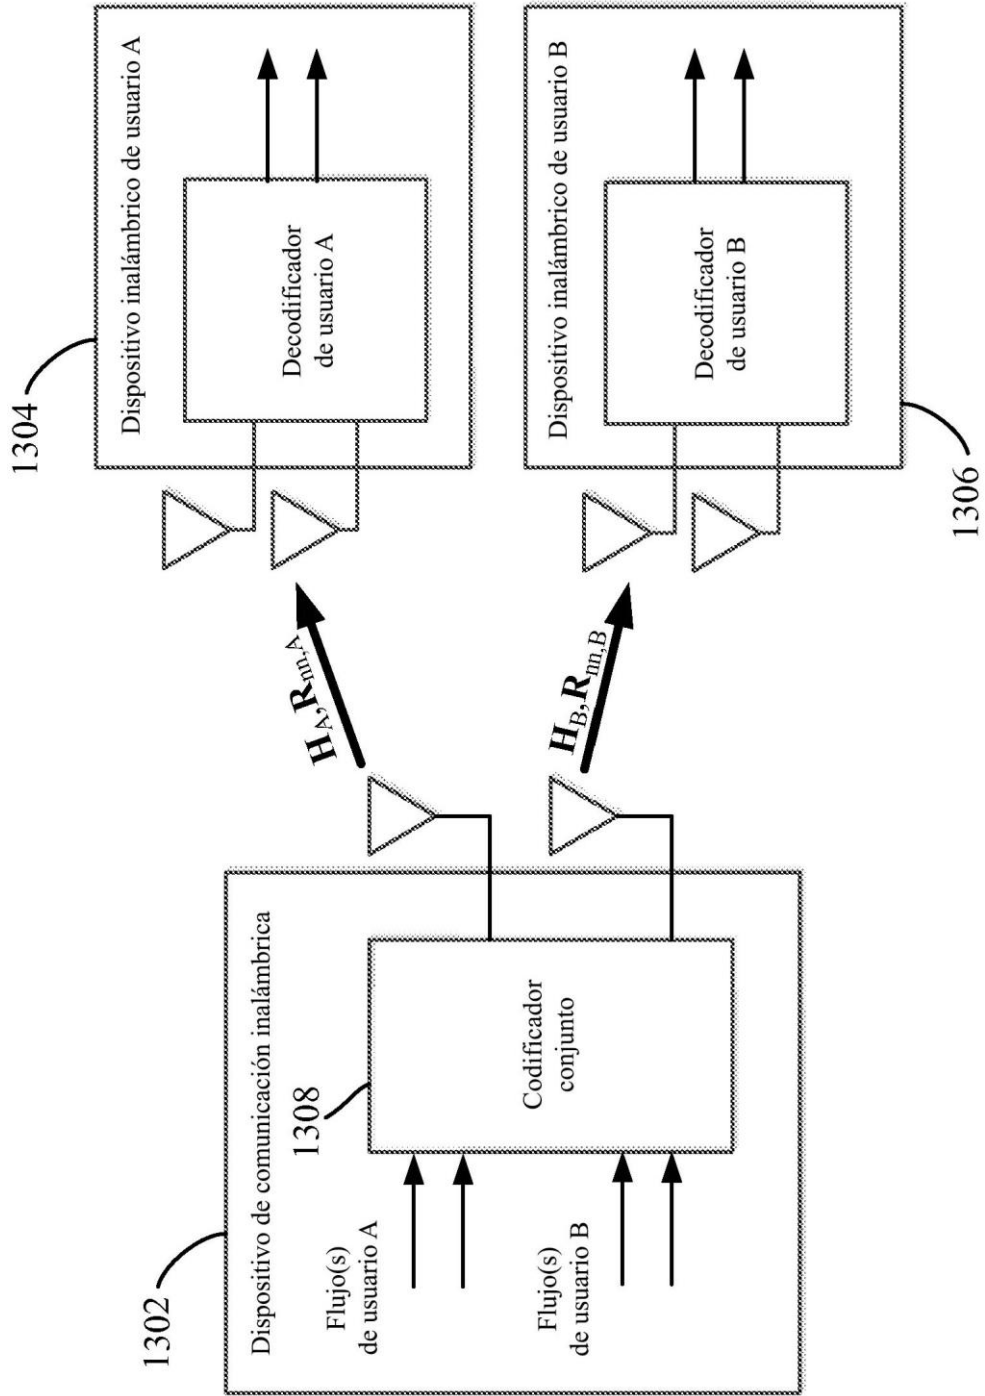 1302
Dispositivo de comunicación inalámbrica
Flujo(s)
de usuario A
Flujo(s)
de usuario B
1308
Codificador
conjunto
H_A,R_nn,A
H_B,R_nn,B
1304
Dispositivo inalámbrico de usuario A
Decodificador
de usuario A
Dispositivo inalámbrico de usuario B
Decodificador
de usuario B
1306